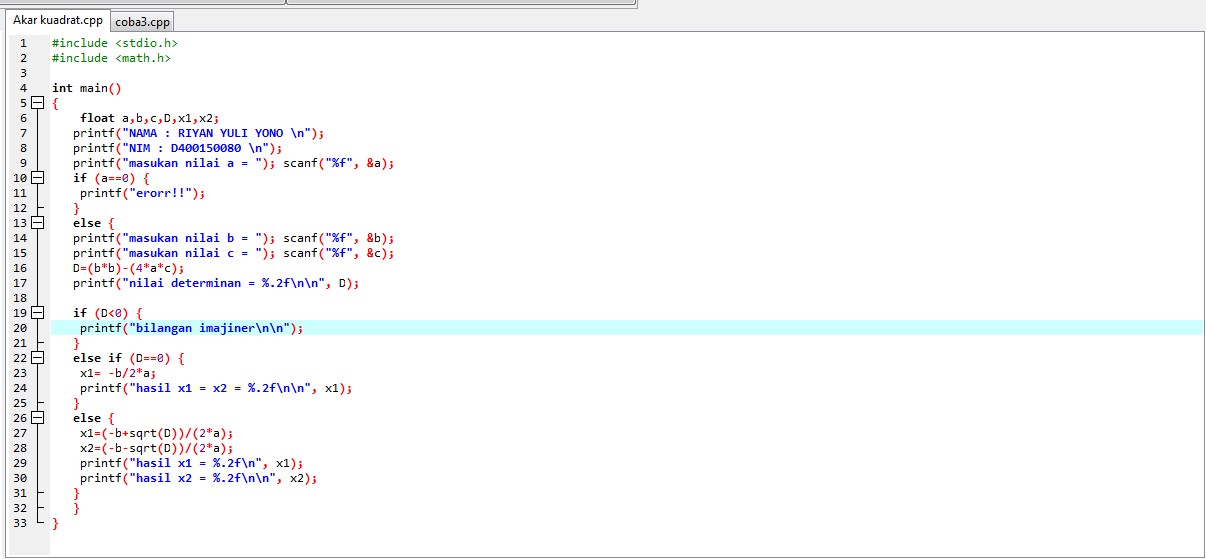 Akar kuadrat.cpp coba3.cpp
1 #include <stdio.h>
2 #include <math.h>
3
4 int main()
5 {
6 float a,b,c,D,x1,x2;
7 printf("NAMA : RIYAN YULI YONO \n");
8 printf("NIM : D400150080 \n");
9 printf("masukan nilai a = "); scanf("%f", &a);
10 if (a==0) {
11 printf("erorr!!");
12 }
13 else {
14 printf("masukan nilai b = "); scanf("%f", &b);
15 printf("masukan nilai c = "); scanf("%f", &c);
16 D=(b*b)-(4*a*c);
17 printf("nilai determinan = %.2f\n\n", D);
18
19 if (D<0) {
20 printf("bilangan imajiner\n\n");
21 }
22 else if (D==0) {
23 x1= -b/2*a;
24 printf("hasil x1 = x2 = %.2f\n\n", x1);
25 }
26 else {
27 x1=(-b+sqrt(D))/(2*a);
28 x2=(-b-sqrt(D))/(2*a);
29 printf("hasil x1 = %.2f\n", x1);
30 printf("hasil x2 = %.2f\n\n", x2);
31 }
32 }
33 }